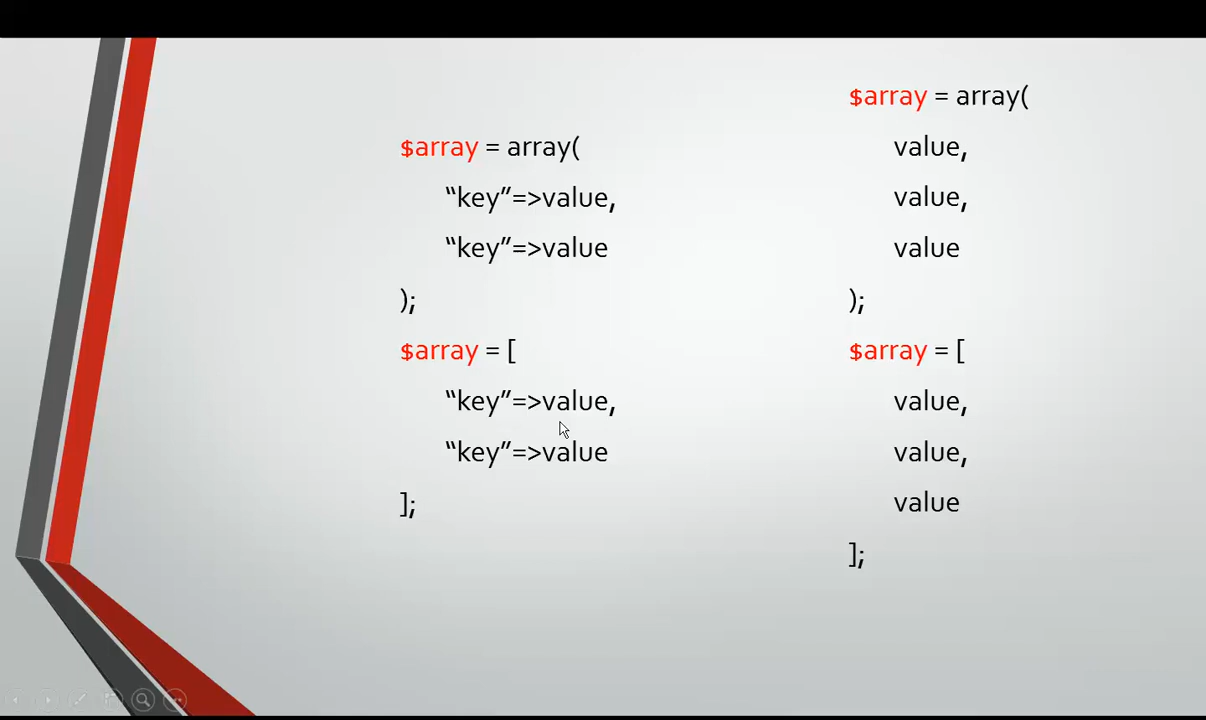 $array = array(
“key”=>value,
“key”=>value
);
$array = [
“key”=>value,
“key”=>value
];
$array = array(
value,
value,
value
);
$array = [
value,
value,
value
];